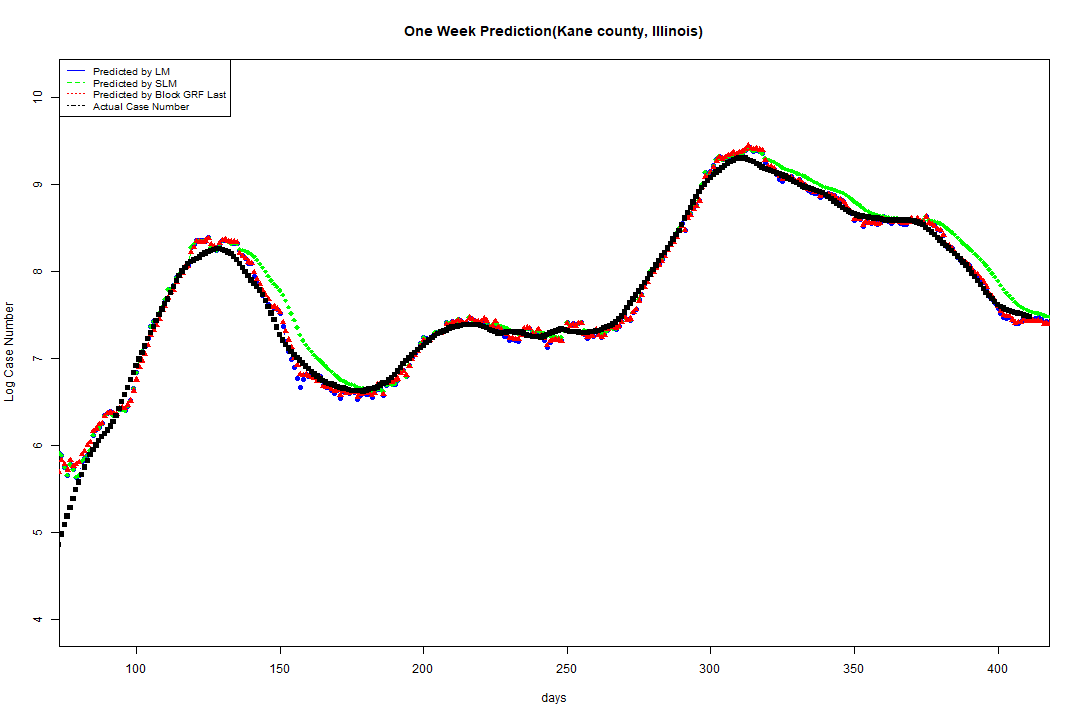 One Week Prediction(Kane county, Illinois)
Predicted by LM
Predicted by SLM
Predicted by Block GRF Last
Actual Case Number
10
9
8
7
6
5
4
Log Case Number
100 150 200 250 300 350 400
days